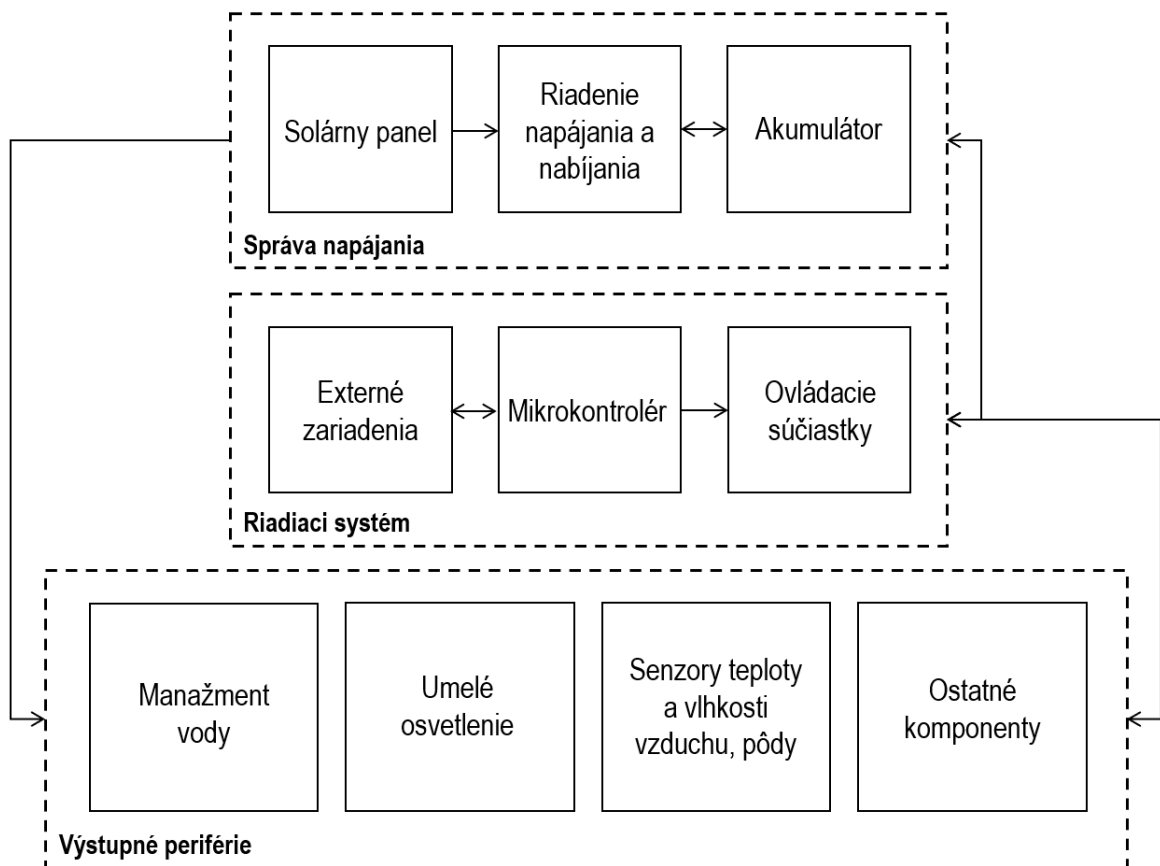 Solárny panel
Riadenie
napájania a
nabíjania
Akumulátor
Správa napájania
Externé
zariadenia
Mikrokontrolér
Ovládacie
súčiastky
Riadiaci systém
Manažment
vody
Umelé
osvetlenie
Senzory teploty
a vlhkosti
vzduchu, pôdy
Ostatné
komponenty
Výstupné periférie